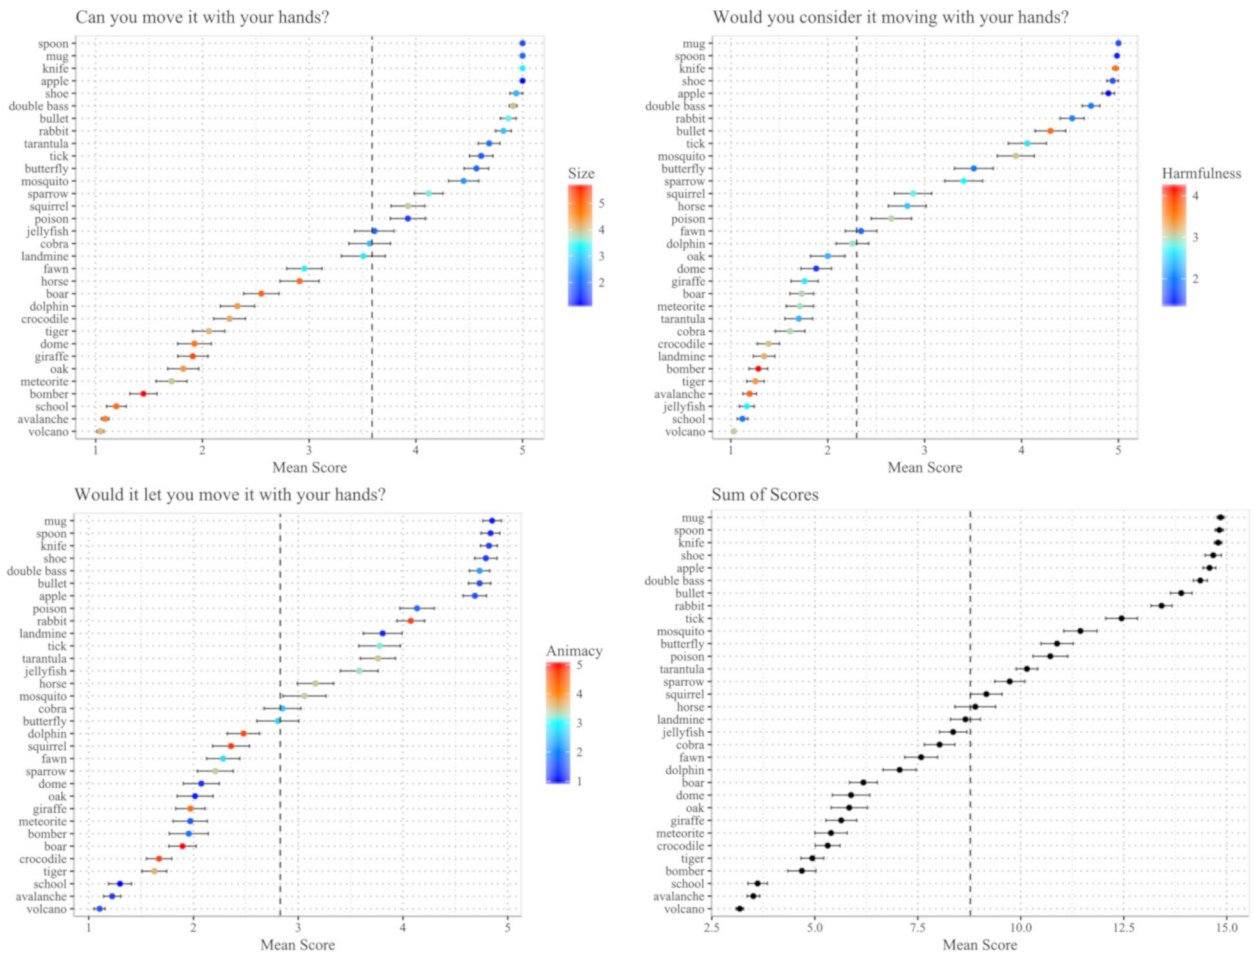 Can you move it with your hands?
spoon
mug
knife
apple
shoe
double bass
bullet
rabbit
tarantula
tick
butterfly
mosquito
sparrow
squirrel
poison
jellyfish
cobra
landmine
fawn
horse
boar
dolphin
crocodile
tiger
dome
giraffe
oak
meteorite
bomber
school
avalanche
volcano
1 2 3 4 5
Mean Score
Size
5
4
3
2
Would you consider it moving with your hands?
mug
spoon
knife
shoe
apple
double bass
rabbit
bullet
tick
mosquito
butterfly
sparrow
squirrel
horse
poison
fawn
dolphin
oak
dome
giraffe
boar
meteorite
tarantula
cobra
crocodile
landmine
bomber
tiger
avalanche
jellyfish
school
volcano
1 2 3 4 5
Mean Score
Harmfulness
4
3
2
Would it let you move it with your hands?
mug
spoon
knife
shoe
double bass
bullet
apple
poison
rabbit
landmine
tick
tarantula
jellyfish
horse
mosquito
cobra
butterfly
dolphin
squirrel
fawn
sparrow
dome
oak
giraffe
meteorite
bomber
boar
crocodile
tiger
school
avalanche
volcano
1 2 3 4 5
Mean Score
Animacy
5
4
3
2
1
Sum of Scores
mug
spoon
knife
shoe
apple
double bass
bullet
rabbit
tick
mosquito
butterfly
poison
tarantula
sparrow
squirrel
horse
landmine
jellyfish
cobra
fawn
dolphin
boar
dome
oak
giraffe
meteorite
crocodile
tiger
bomber
school
avalanche
volcano
2.5 5.0 7.5 10.0 12.5 15.0
Mean Score